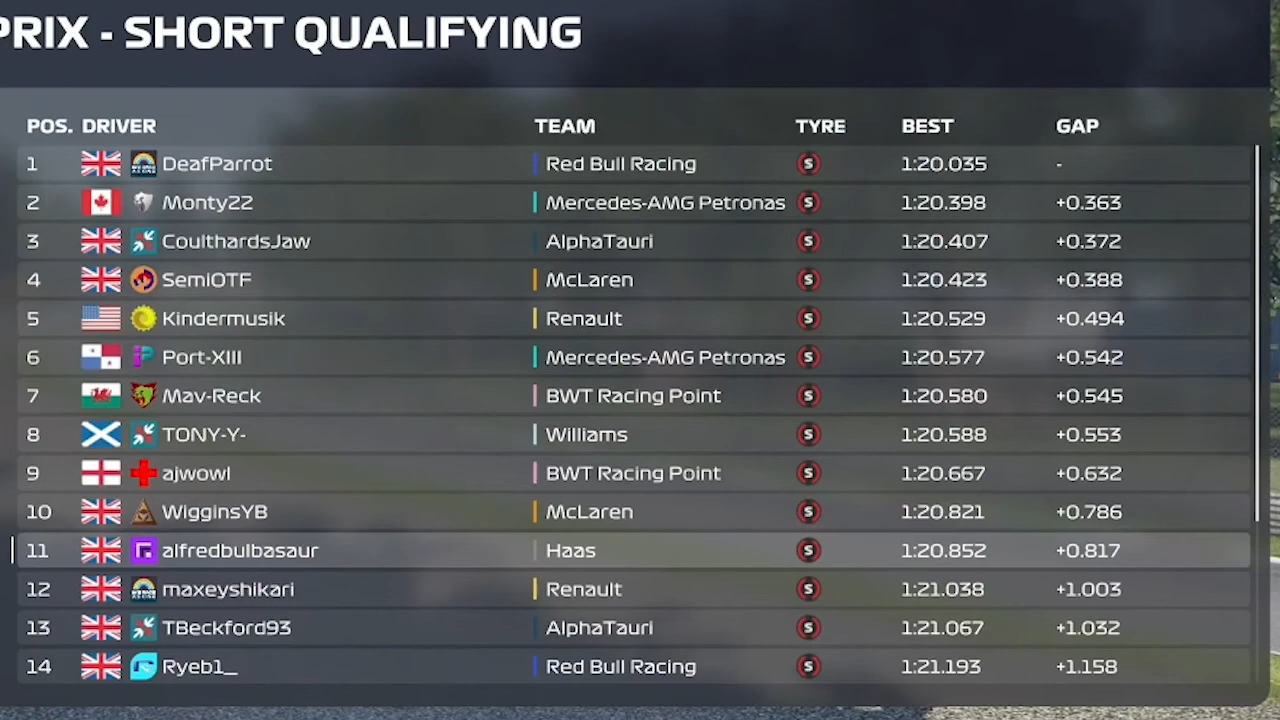 PRIX - SHORT QUALIFYING
POS. DRIVER TEAM TYRE BEST GAP
1 DeafParrot Red Bull Racing S 1:20.035 -
2 Monty22 Mercedes-AMG Petronas S 1:20.398 +0.363
3 CoulthardsJaw AlphaTauri S 1:20.407 +0.372
4 SemiOTF McLaren S 1:20.423 +0.388
5 Kindermusik Renault S 1:20.529 +0.494
6 Port-XIII Mercedes-AMG Petronas S 1:20.577 +0.542
7 Mav-Reck BWT Racing Point S 1:20.580 +0.545
8 TONY-Y- Williams S 1:20.588 +0.553
9 ajwowl BWT Racing Point S 1:20.667 +0.632
10 WigginsYB McLaren S 1:20.821 +0.786
11 alfredbulbasaur Haas S 1:20.852 +0.817
12 maxeyshikari Renault S 1:21.038 +1.003
13 TBeckford93 AlphaTauri S 1:21.067 +1.032
14 Ryeb1_ Red Bull Racing S 1:21.193 +1.158